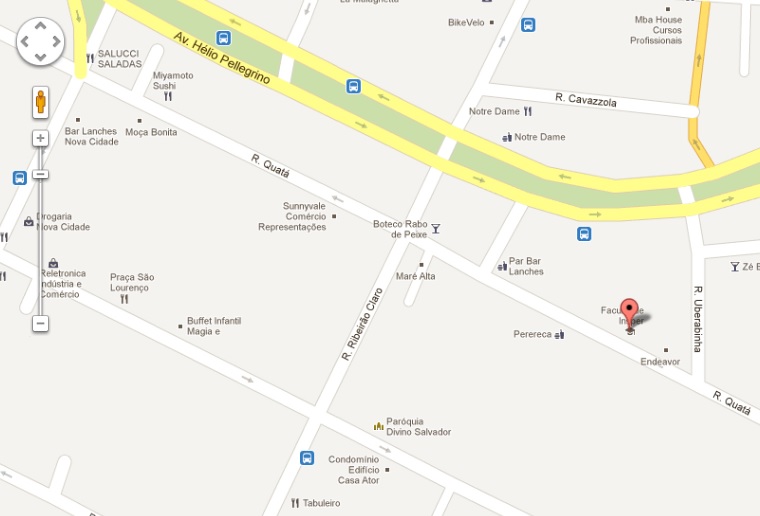 La Malaghetta
BikeVelo
Mba House
Cursos
Profissionais
Av. Hélio Pellegrino
SALUCCI
SALADAS
Miyamoto
Sushi
R. Cavazzola
Notre Dame
Notre Dame
Bar Lanches
Nova Cidade
Moça Bonita
R. Quatá
Sunnyvale
Comércio
Representações
Boteco Rabo
de Peixe
Drogaria
Nova Cidade
Par Bar
Lanches
Zé B
Maré Alta
Reletronica
Indústria e
Comércio
Praça São
Lourenço
R. Ribeirão Claro
R. Uberabinha
Buffet Infantil
Magia e
Perereca
Insper
Endeavor
R. Quatá
Paróquia
Divino Salvador
Condomínio
Edifício
Casa Ator
Tabuleiro